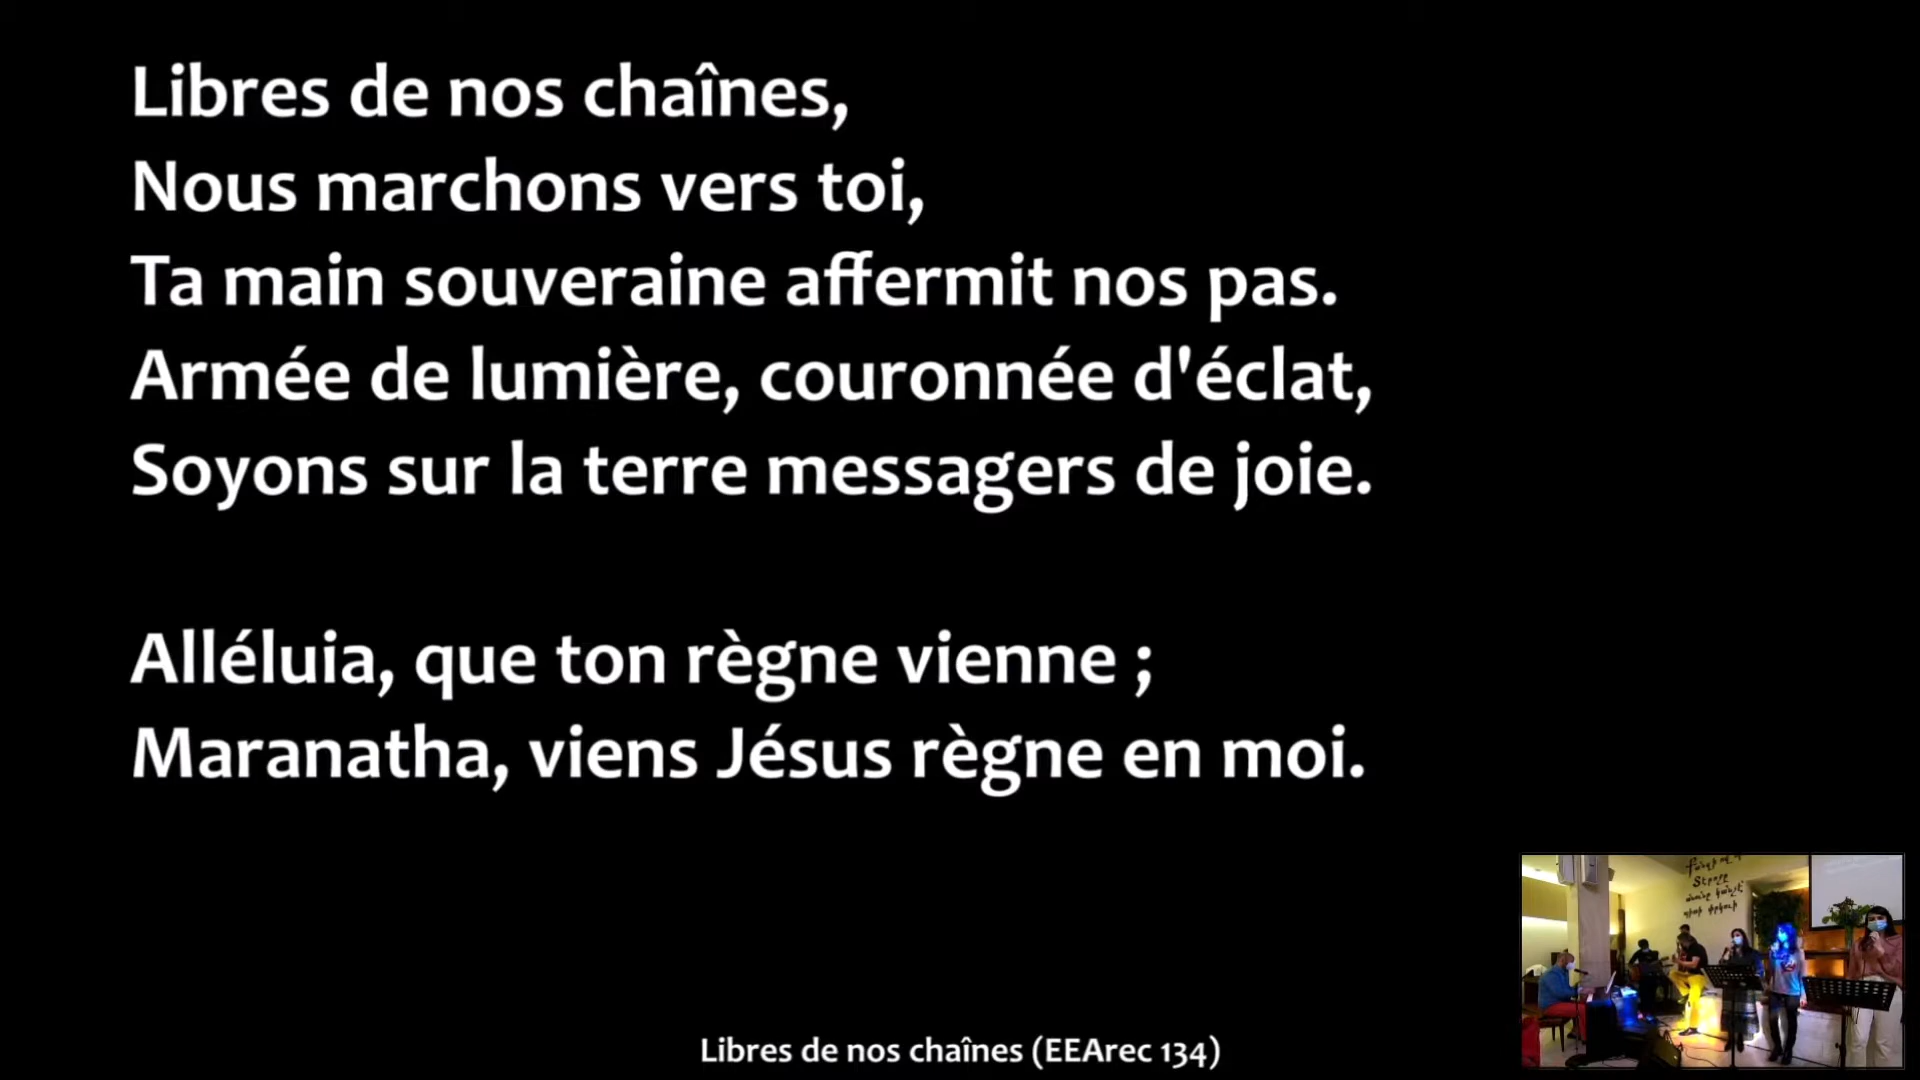 Libres de nos chaînes,
Nous marchons vers toi,
Ta main souveraine affermit nos pas.
Armée de lumière, couronnée d'éclat,
Soyons sur la terre messagers de joie.
Alléluia, que ton règne vienne ;
Maranatha, viens Jésus règne en moi.
Libres de nos chaînes (EEArec 134)